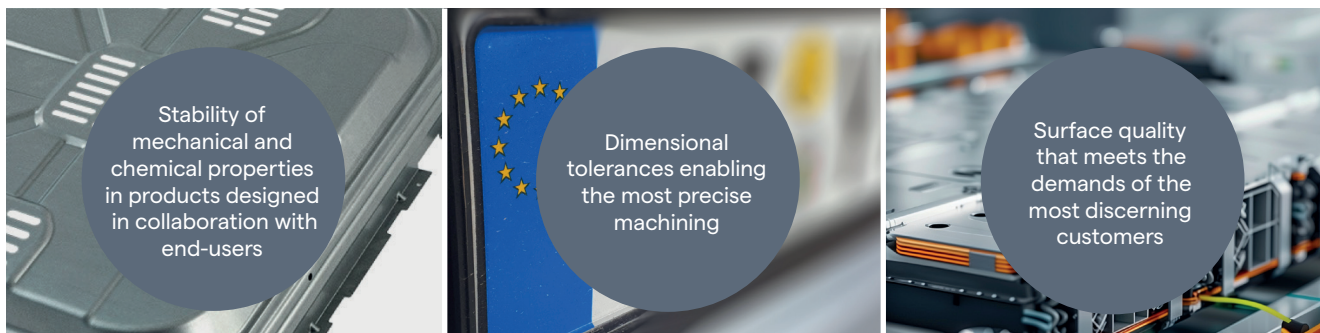 Stability of
mechanical and
chemical properties
in products designed
in collaboration with
end-users
Dimensional
tolerances enabling
the most precise
machining
Surface quality
that meets the
demands of the
most discerning
customers